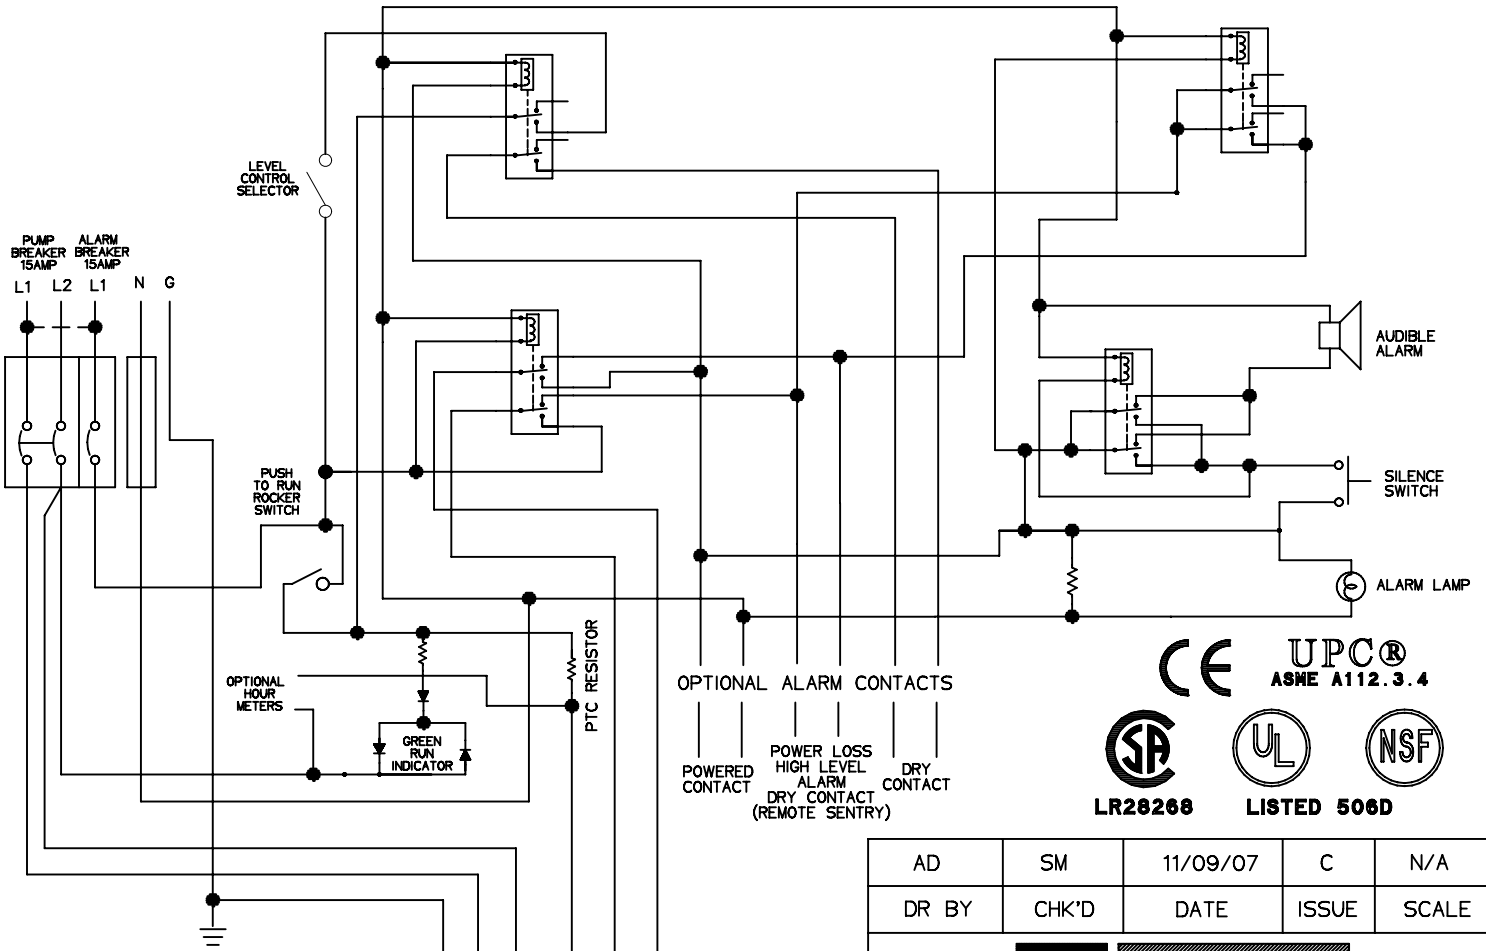 LEVEL
CONTROL
SELECTOR
PUMP
BREAKER
15AMP
ALARM
BREAKER
15AMP
L1 L2 L1 N G
AUDIBLE
ALARM
PUSH
TO RUN
ROCKER
SWITCH
SILENCE
SWITCH
ALARM LAMP
PTC RESISTOR
OPTIONAL
HOUR
METERS
GREEN
RUN
INDICATOR
OPTIONAL ALARM CONTACTS
POWERED
CONTACT
POWER LOSS
HIGH LEVEL
ALARM
DRY CONTACT
(REMOTE SENTRY)
DRY
CONTACT
CE
UPC®
ASME A112.3.4
SA
LR28268
UL
NSF
LISTED 506D
AD SM 11/09/07 C N/A
DR BY CHK'D DATE ISSUE SCALE